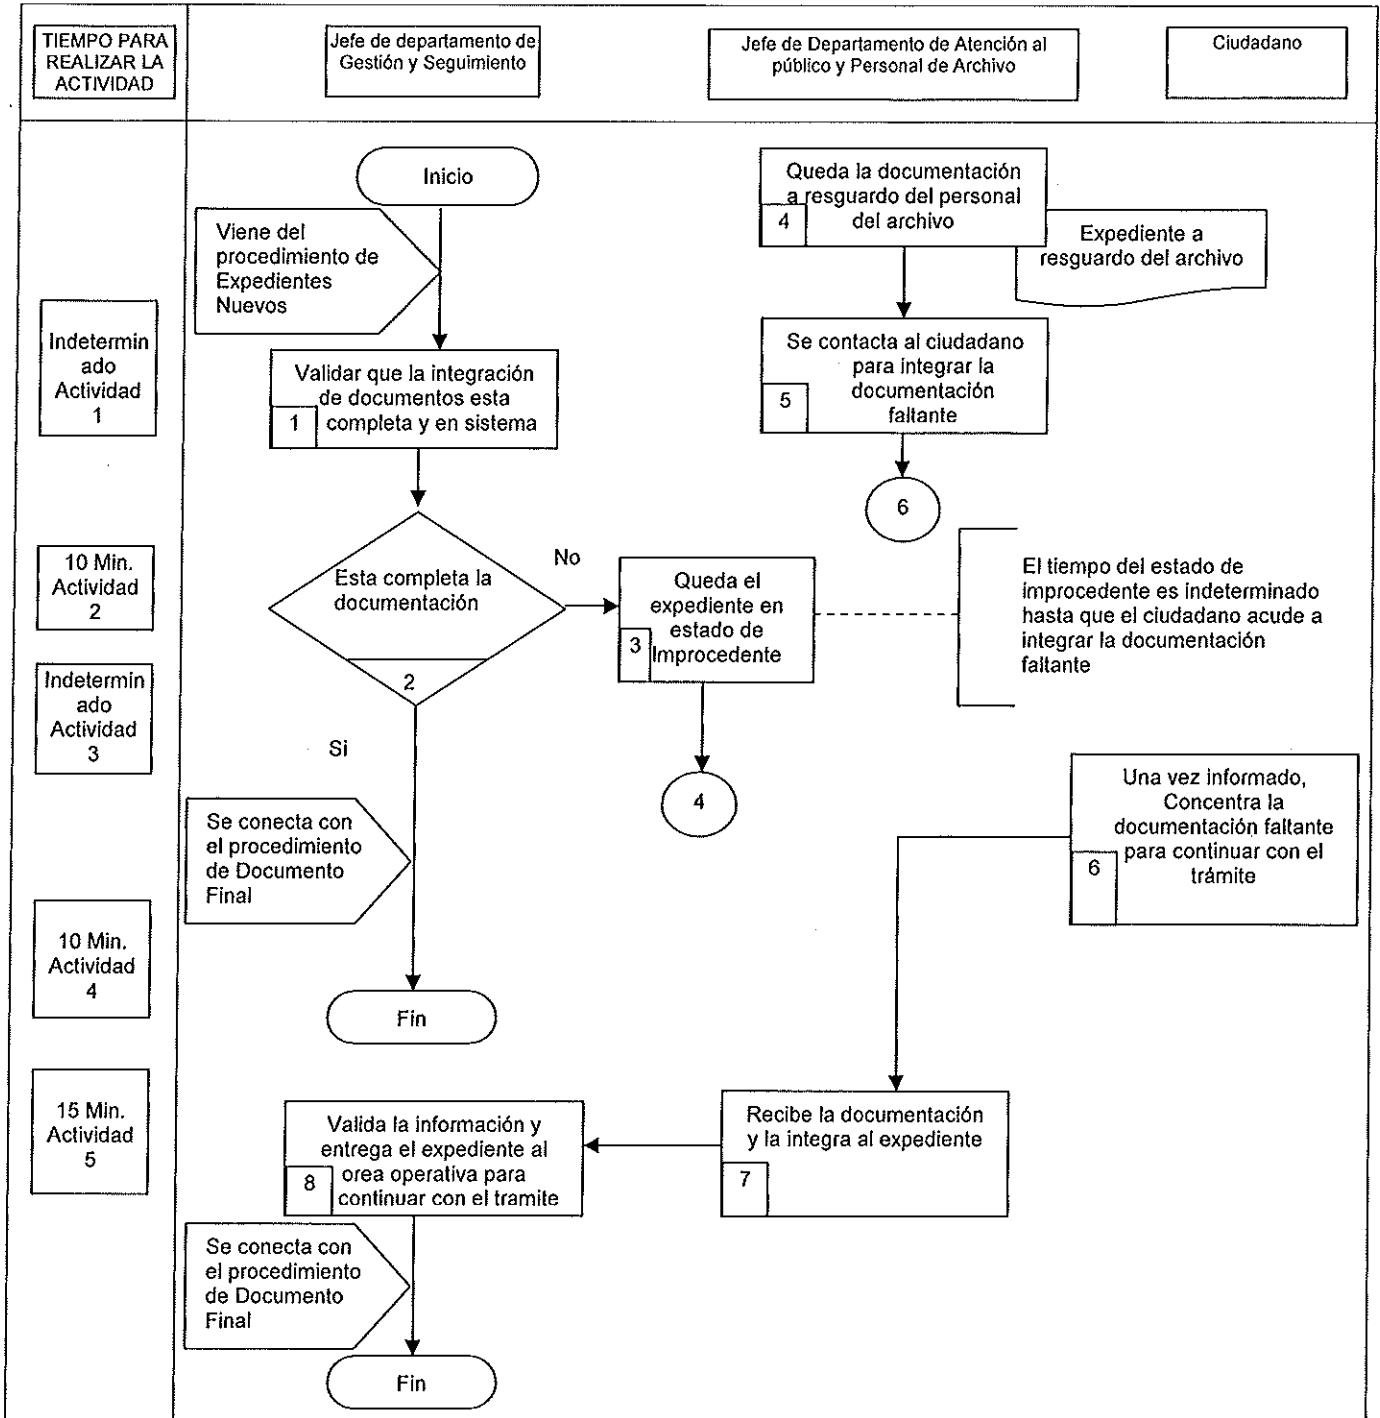 TIEMPO PARA
REALIZAR LA
ACTIVIDAD
Jefe de departamento de
Gestión y Seguimiento
Jefe de Departamento de Atención al
público y Personal de Archivo
Ciudadano
Inicio
Viene del
procedimiento de
Expedientes
Nuevos
Queda la documentación
a resguardo del personal
del archivo
4
Expediente a
resguardo del archivo
Indetermin
ado
Actividad
1
Validar que la integración
de documentos esta
completa y en sistema
1
Se contacta al ciudadano
para integrar la
documentación
faltante
5
6
10 Min.
Actividad
2
Esta completa la
documentación
2
No
Queda el
expediente en
estado de
Improcedente
3
El tiempo del estado de
improcedente es indeterminado
hasta que el ciudadano acude a
integrar la documentación
faltante
Indetermin
ado
Actividad
3
Si
4
Una vez informado,
Concentra la
documentación faltante
para continuar con el
trámite
6
Se conecta con
el procedimiento
de Documento
Final
10 Min.
Actividad
4
Fin
15 Min.
Actividad
5
Valida la información y
entrega el expediente al
orea operativa para
continuar con el tramite
8
Recibe la documentación
y la integra al expediente
7
Se conecta con
el procedimiento
de Documento
Final
Fin